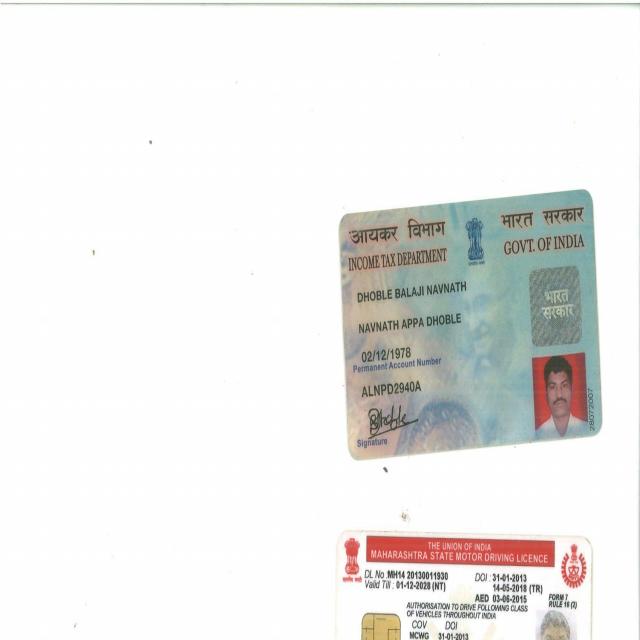 आयकर विभाग
INCOME TAX DEPARTMENT
भारत सरकार
GOVT. OF INDIA
भारत
सरकार
DHOBLE BALAJI NAVNATH
NAVNATH APPA DHOBLE
02/12/1978
Permanent Account Number
ALNPD2940A
Dhoble
Signature
28072007
THE UNION OF INDIA
MAHARASHTRA STATE MOTOR DRIVING LICENCE
DL No :MH14 20130011930 DOI : 31-01-2013
Valid Till : 01-12-2028 (NT) 14-05-2018 (TR)
AED 03-06-2015
FORM 7
RULE 16 (2)
AUTHORISATION TO DRIVE FOLLOWING CLASS
OF VEHICLES THROUGHOUT INDIA
COV DOI
MCWG 31-01-2013